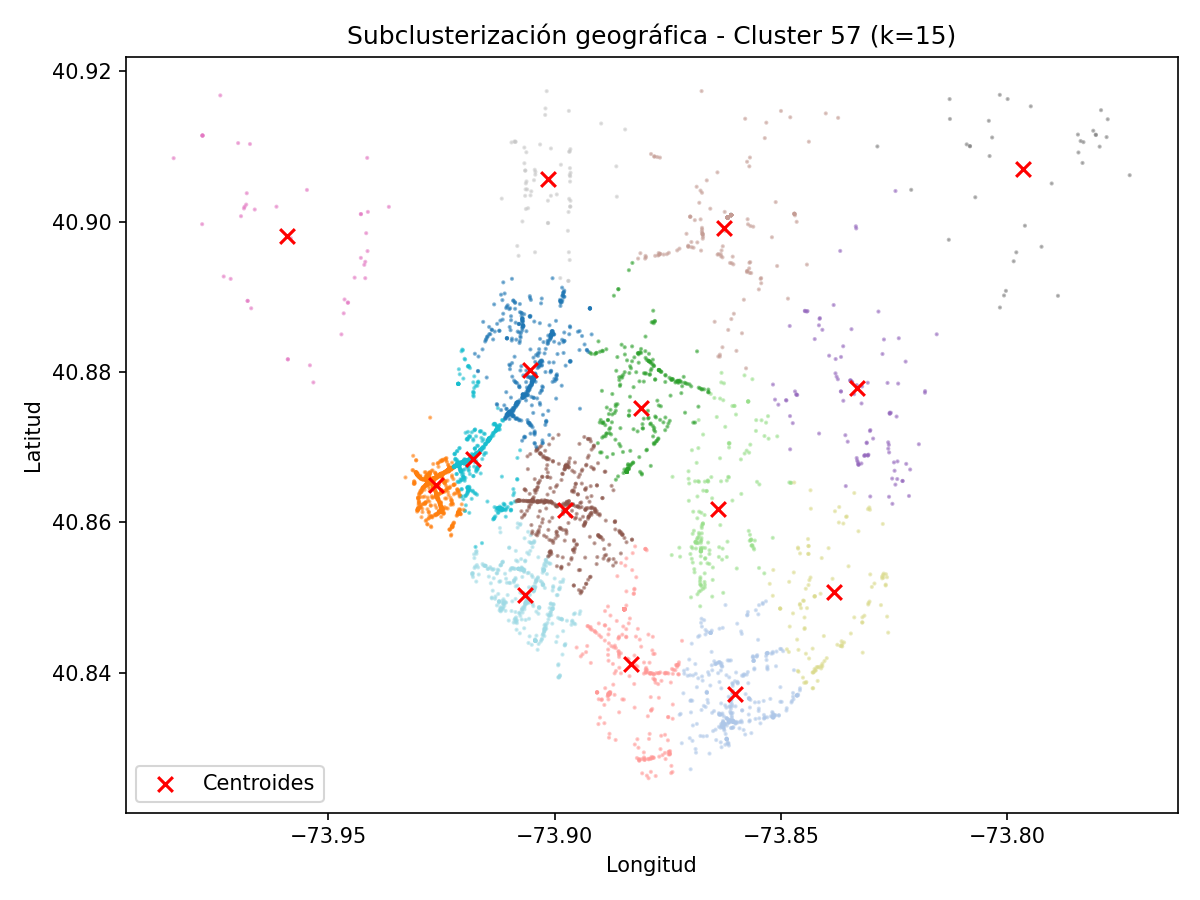 Subclusterización geográfica - Cluster 57 (k=15)
40.92
40.90
40.88
40.86
40.84
Latitud
Centroides
−73.95 −73.90 −73.85 −73.80
Longitud